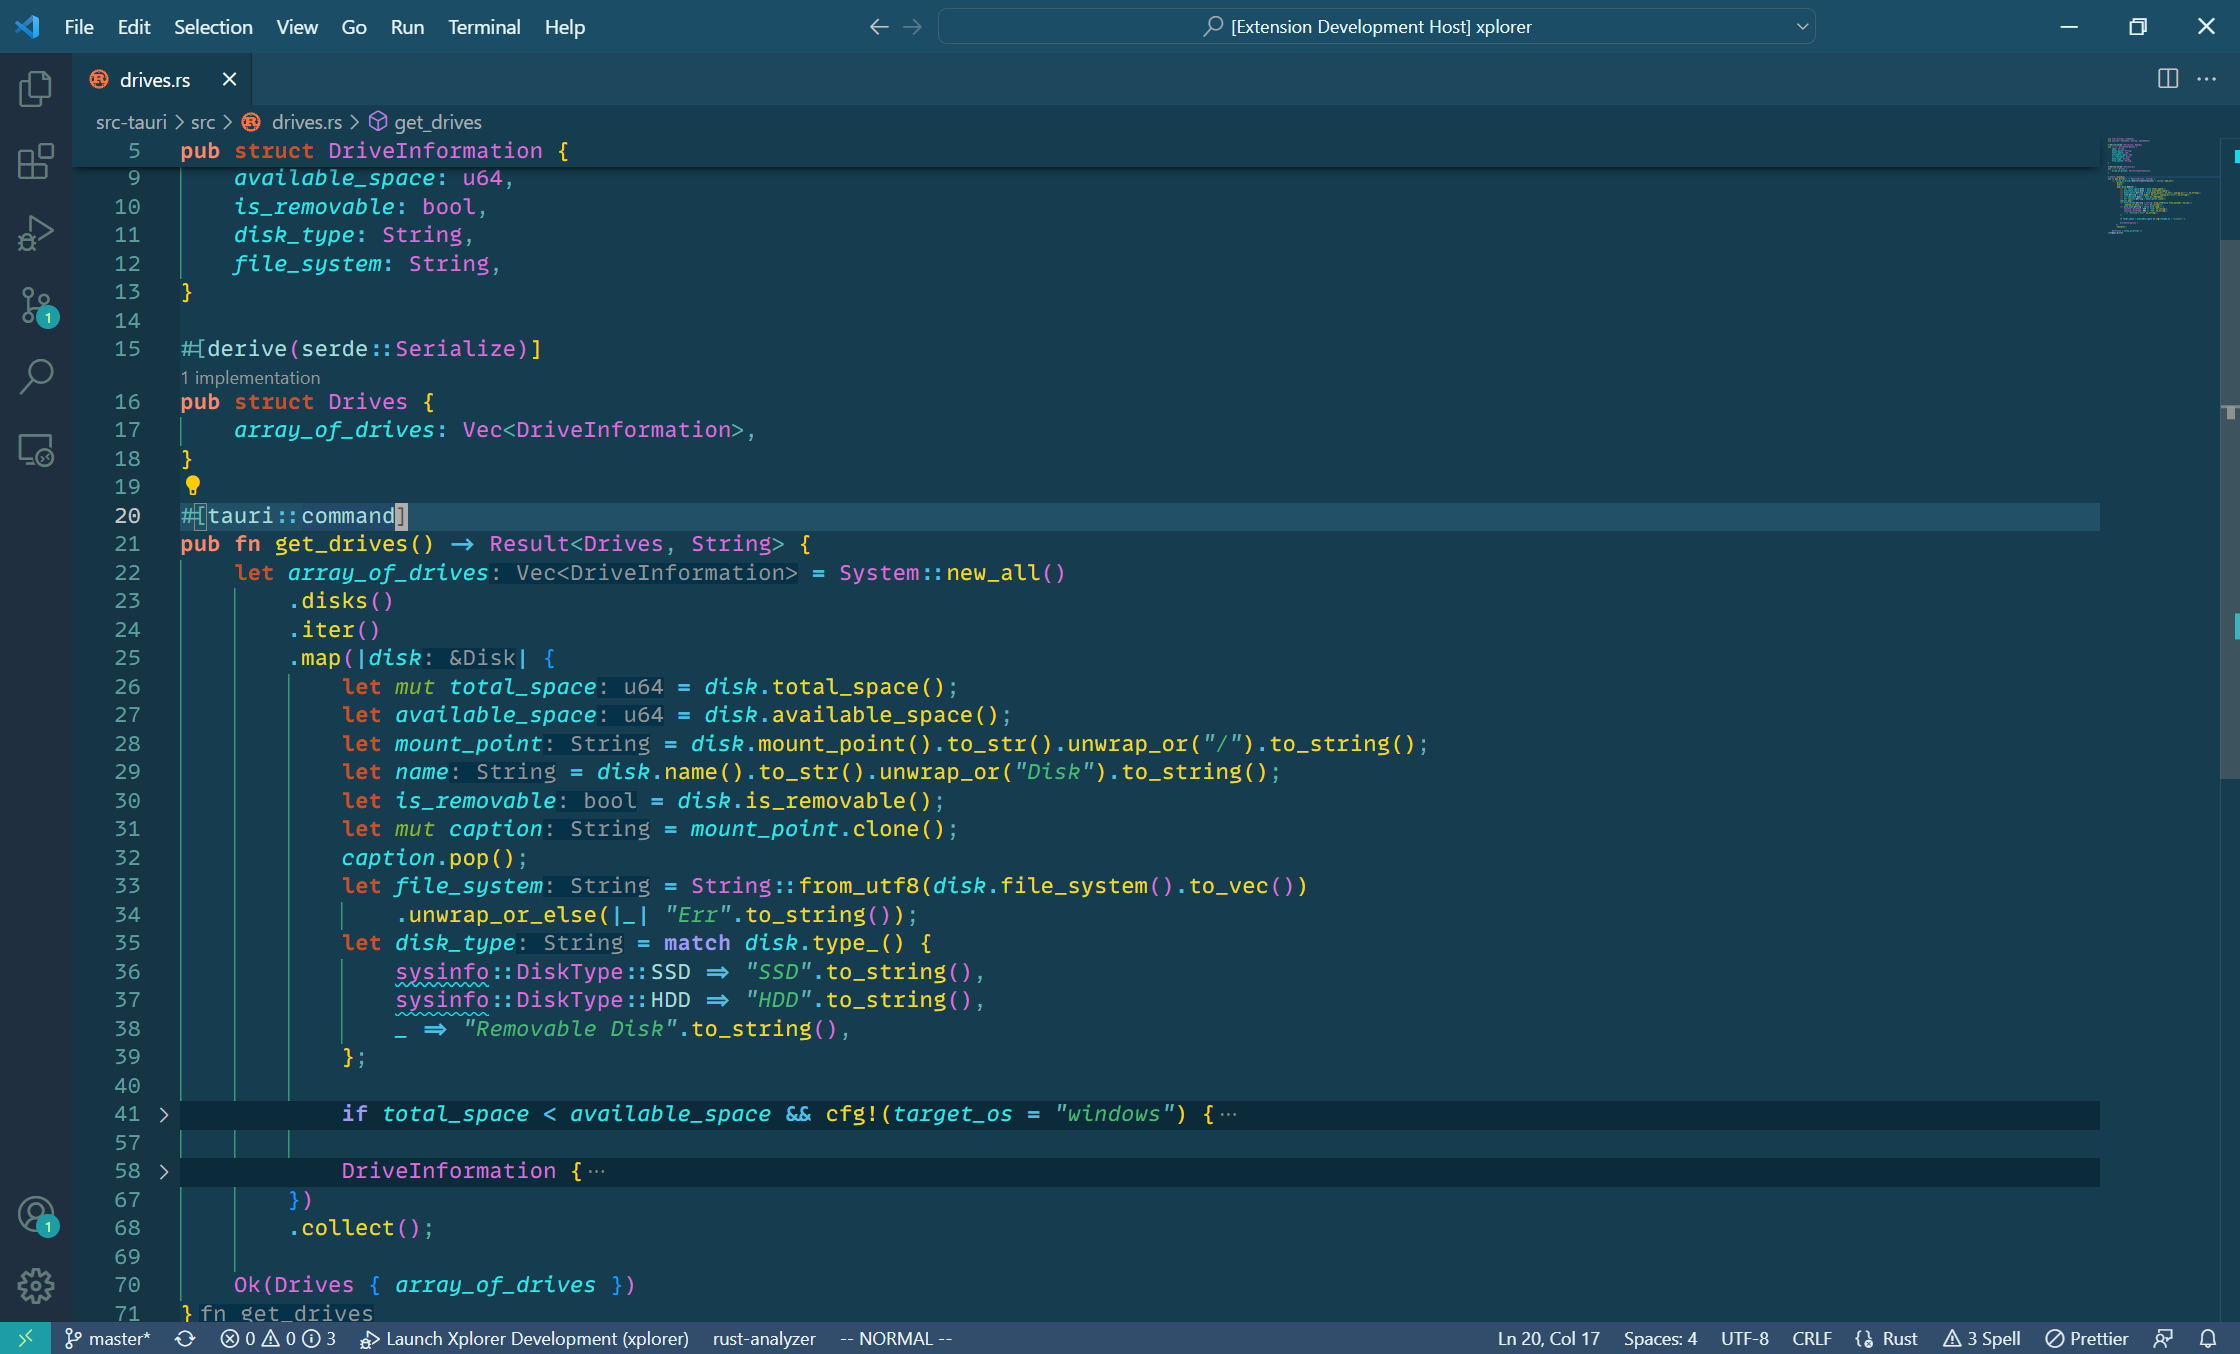 File Edit Selection View Go Run Terminal Help
[Extension Development Host] xplorer
drives.rs
src-tauri > src > drives.rs > get_drives
5 pub struct DriveInformation {
9 available_space: u64,
10 is_removable: bool,
11 disk_type: String,
12 file_system: String,
13 }
14
15 #[derive(serde::Serialize)]
1 implementation
16 pub struct Drives {
17 array_of_drives: Vec<DriveInformation>,
18 }
19
20 #[tauri::command]
21 pub fn get_drives() → Result<Drives, String> {
22 let array_of_drives: Vec<DriveInformation> = System::new_all()
23 .disks()
24 .iter()
25 .map(|disk: &Disk| {
26 let mut total_space: u64 = disk.total_space();
27 let available_space: u64 = disk.available_space();
28 let mount_point: String = disk.mount_point().to_str().unwrap_or("/").to_string();
29 let name: String = disk.name().to_str().unwrap_or("Disk").to_string();
30 let is_removable: bool = disk.is_removable();
31 let mut caption: String = mount_point.clone();
32 caption.pop();
33 let file_system: String = String::from_utf8(disk.file_system().to_vec())
34 .unwrap_or_else(|_| "Err".to_string());
35 let disk_type: String = match disk.type_() {
36 sysinfo::DiskType::SSD ⇒ "SSD".to_string(),
37 sysinfo::DiskType::HDD ⇒ "HDD".to_string(),
38 _ ⇒ "Removable Disk".to_string(),
39 };
40
41 if total_space < available_space && cfg!(target_os = "windows") {⋯
57
58 DriveInformation {⋯
67 })
68 .collect();
69
70 Ok(Drives { array_of_drives })
71 } fn get_drives
1
1
master* 0 0 3 Launch Xplorer Development (xplorer) rust-analyzer -- NORMAL -- Ln 20, Col 17 Spaces: 4 UTF-8 CRLF Rust 3 Spell Prettier